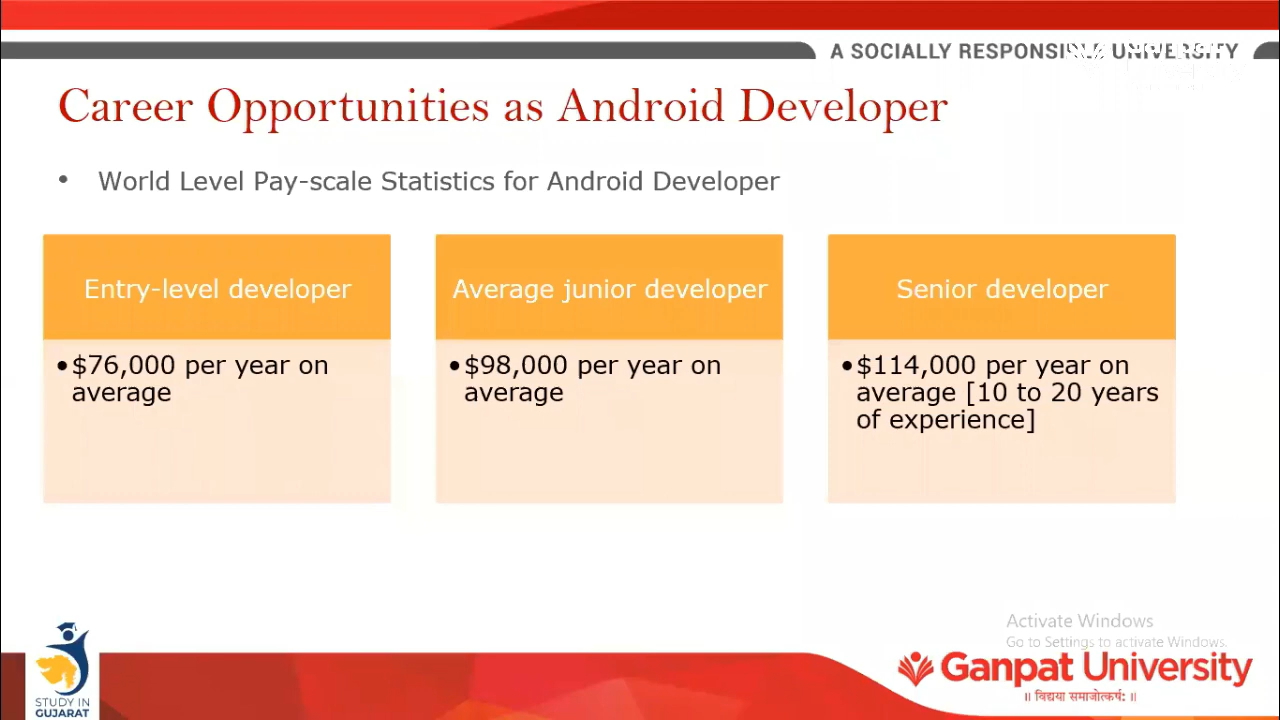 A SOCIALLY RESPONSIBLE UNIVERSITY
Career Opportunities as Android Developer
• World Level Pay-scale Statistics for Android Developer
Entry-level developer
•$76,000 per year on
average
Average junior developer
•$98,000 per year on
average
Senior developer
•$114,000 per year on
average [10 to 20 years
of experience]
Activate Windows
Go to Settings to activate Windows.
STUDY IN
GUJARAT
Ganpat University
॥ विद्यया समाजोत्कर्षः ॥